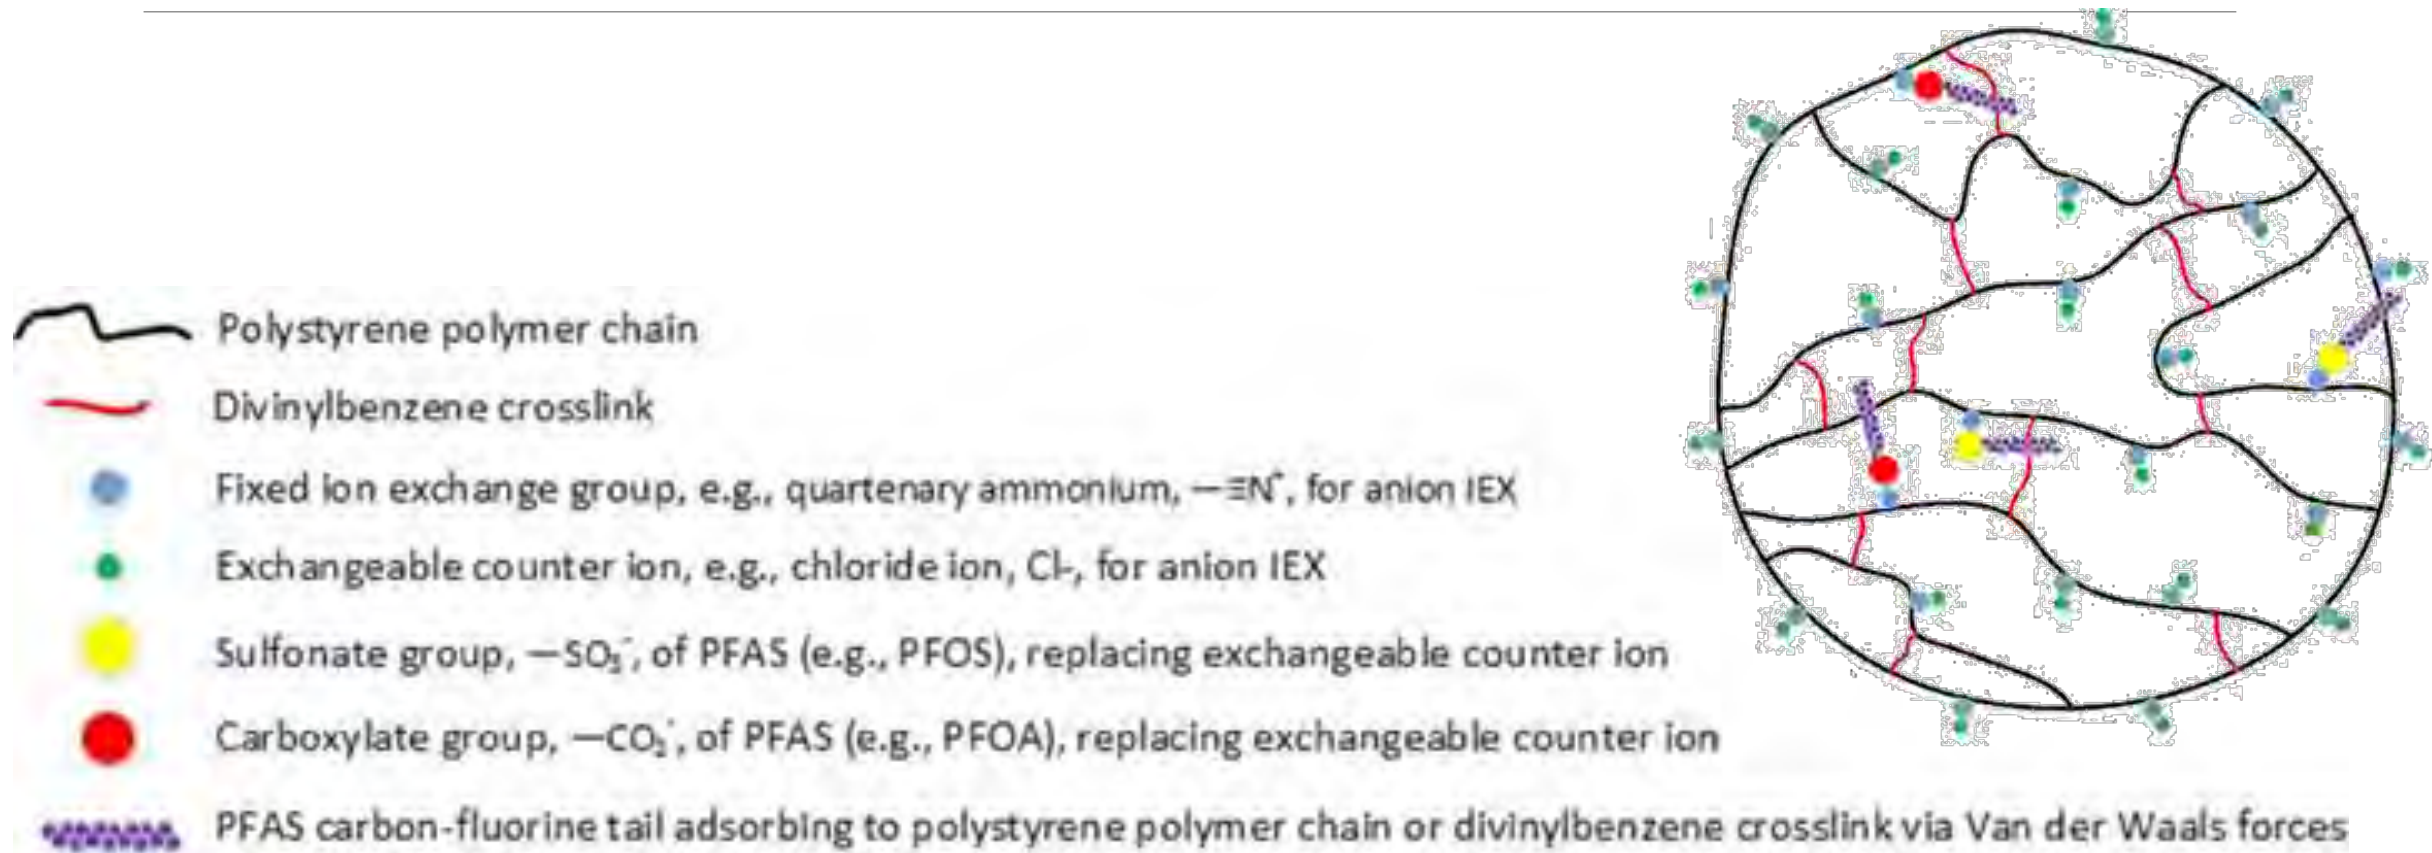 Polystyrene polymer chain
Divinylbenzene crosslink
Fixed ion exchange group, e.g., quartenary ammonium, —≡N⁺, for anion IEX
Exchangeable counter ion, e.g., chloride ion, Cl-, for anion IEX
Sulfonate group, —SO₃⁻, of PFAS (e.g., PFOS), replacing exchangeable counter ion
Carboxylate group, —CO₂⁻, of PFAS (e.g., PFOA), replacing exchangeable counter ion
PFAS carbon-fluorine tail adsorbing to polystyrene polymer chain or divinylbenzene crosslink via Van der Waals forces